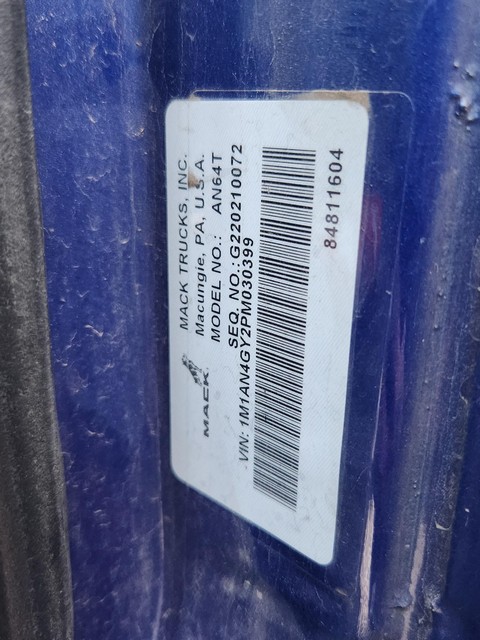 MACK TRUCKS, INC.
Macungie, PA, U.S.A.
MODEL NO.: AN64T
SEQ. NO.: G220210072
VIN: 1M1AN4GY2PM030399
MACK
84811604